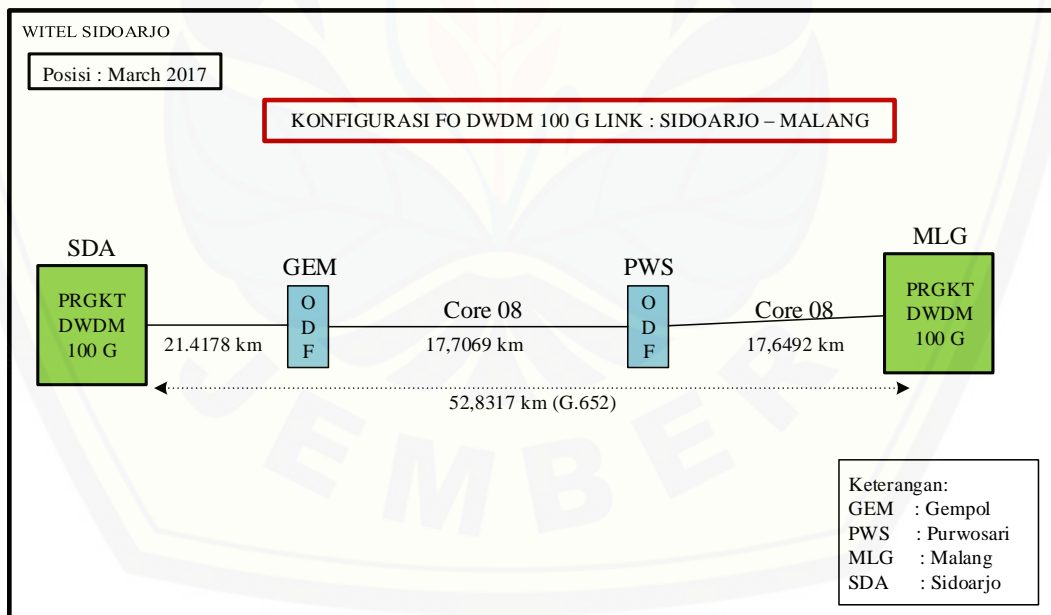 WITEL SIDOARJO
Posisi : March 2017
KONFIGURASI FO DWDM 100 G LINK : SIDOARJO – MALANG
SDA
GEM
PWS
MLG
PRGKT
DWDM
100 G
O
D
F
Core 08
O
D
F
Core 08
PRGKT
DWDM
100 G
21.4178 km
17,7069 km
17,6492 km
52,8317 km (G.652)
JEMBER
Keterangan:
GEM : Gempol
PWS : Purwosari
MLG : Malang
SDA : Sidoarjo